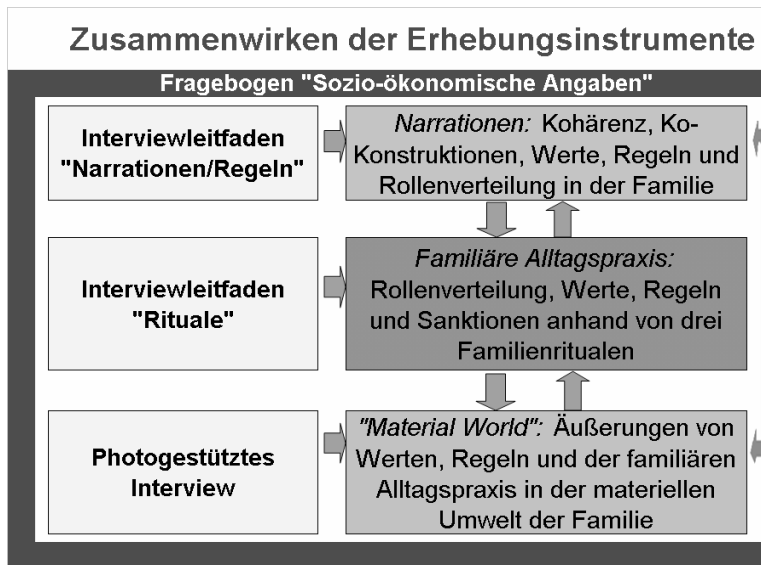 Zusammenwirken der Erhebungsinstrumente
Fragebogen "Sozio-ökonomische Angaben"
Interviewleitfaden
"Narrationen/Regeln"
Narrationen: Kohärenz, Ko-
Konstruktionen, Werte, Regeln und
Rollenverteilung in der Familie
Interviewleitfaden
"Rituale"
Familiäre Alltagspraxis:
Rollenverteilung, Werte, Regeln
und Sanktionen anhand von drei
Familienritualen
Photogestütztes
Interview
"Material World": Äußerungen von
Werten, Regeln und der familiären
Alltagspraxis in der materiellen
Umwelt der Familie